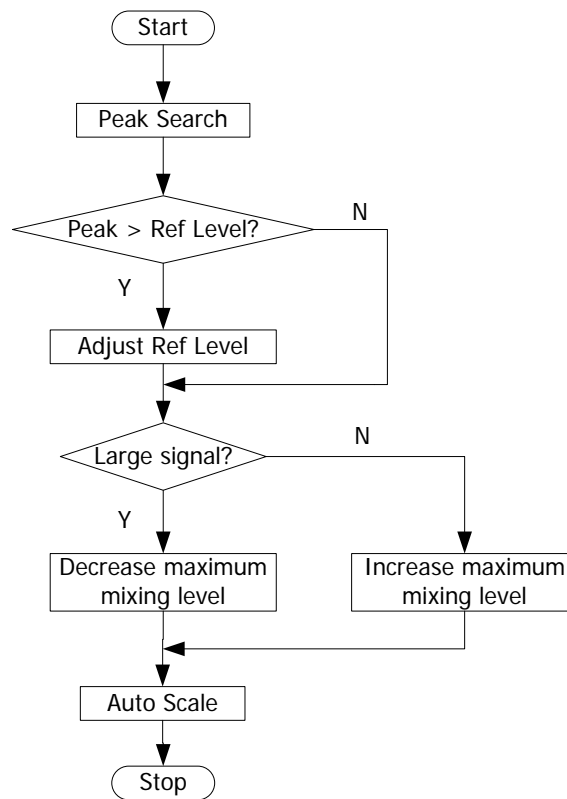 Start
Peak Search
Peak > Ref Level?
N
Y
Adjust Ref Level
Large signal?
N
Y
Decrease maximum
mixing level
Increase maximum
mixing level
Auto Scale
Stop